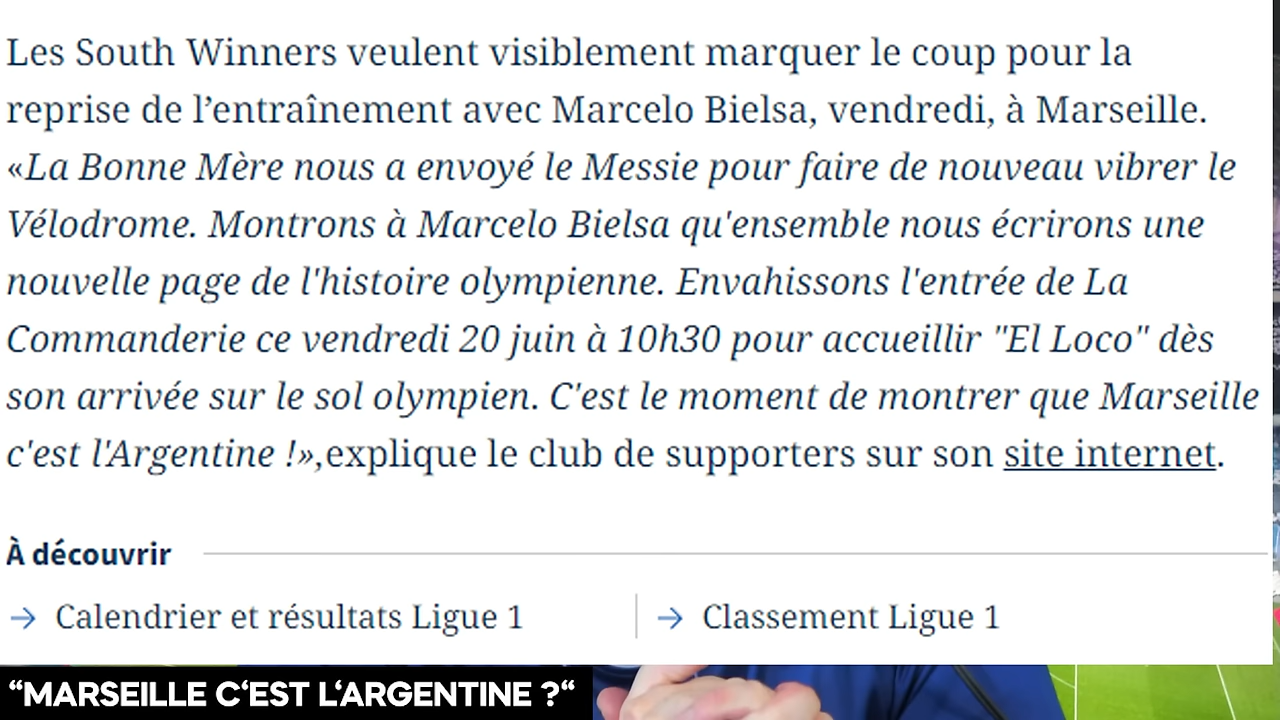 Les South Winners veulent visiblement marquer le coup pour la
reprise de l’entraînement avec Marcelo Bielsa, vendredi, à Marseille.
«La Bonne Mère nous a envoyé le Messie pour faire de nouveau vibrer le
Vélodrome. Montrons à Marcelo Bielsa qu'ensemble nous écrirons une
nouvelle page de l'histoire olympienne. Envahissons l'entrée de La
Commanderie ce vendredi 20 juin à 10h30 pour accueillir "El Loco" dès
son arrivée sur le sol olympien. C'est le moment de montrer que Marseille
c'est l'Argentine !»,explique le club de supporters sur son site internet.
À découvrir
→ Calendrier et résultats Ligue 1
→ Classement Ligue 1
“MARSEILLE C‘EST L‘ARGENTINE ?“